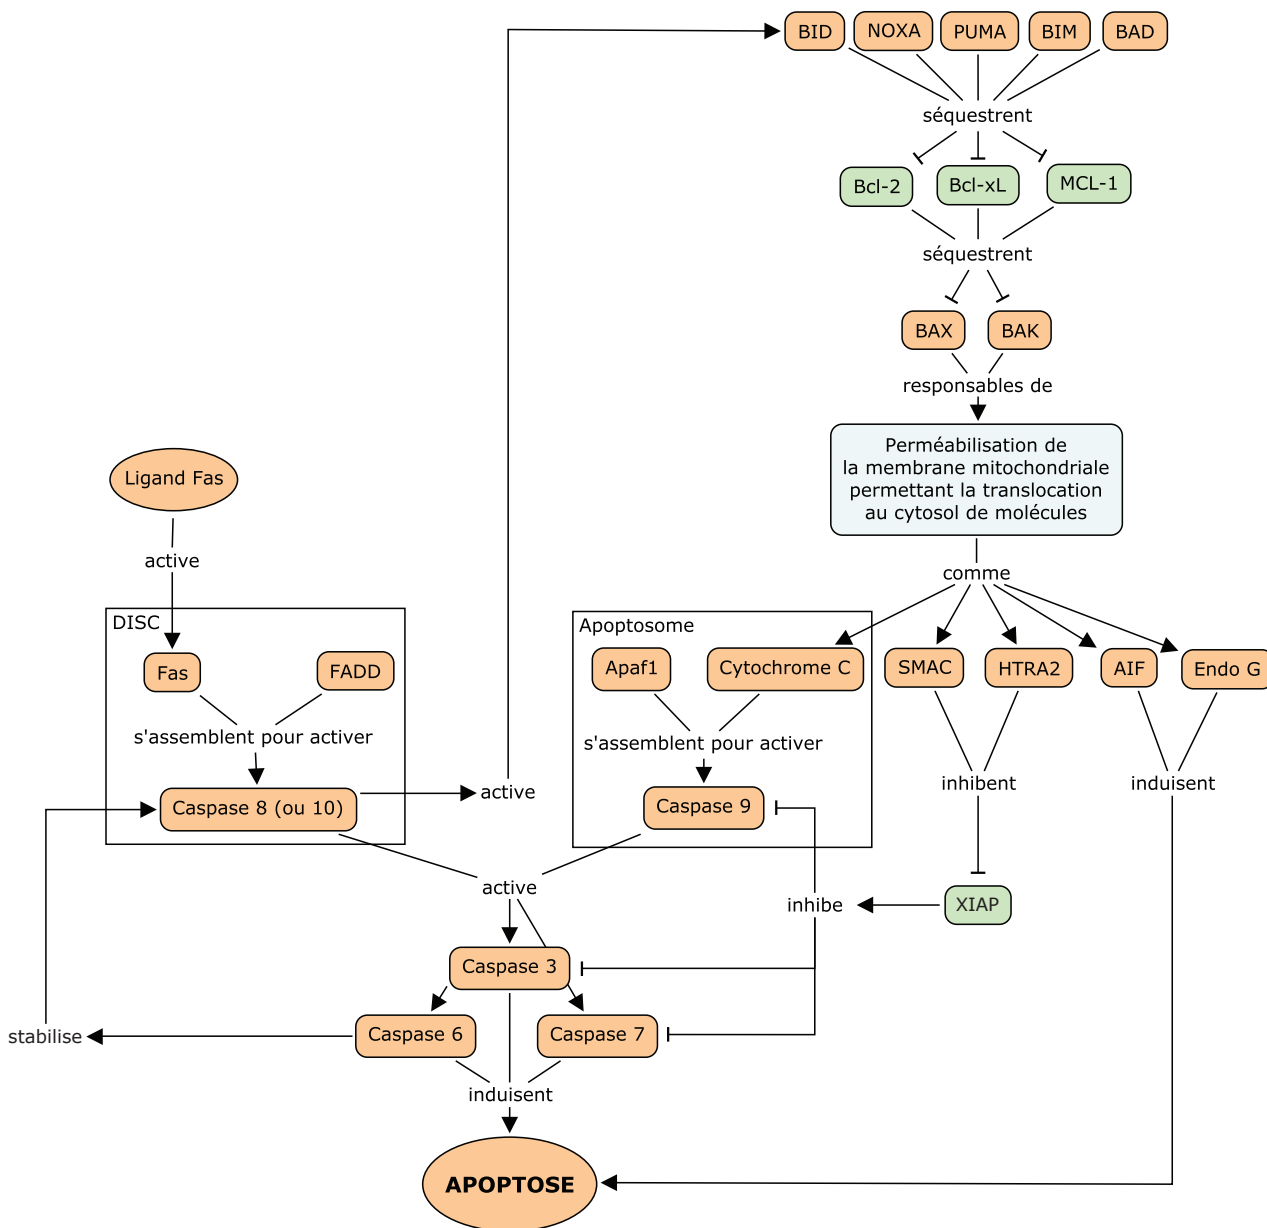 BID
NOXA
PUMA
BIM
BAD
séquestrent
Bcl-2
Bcl-xL
MCL-1
séquestrent
BAX
BAK
responsables de
Perméabilisation de
la membrane mitochondriale
permettant la translocation
au cytosol de molécules
comme
Ligand Fas
active
DISC
Fas
FADD
s'assemblent pour activer
Caspase 8 (ou 10)
active
Apoptosome
Apaf1
Cytochrome C
s'assemblent pour activer
Caspase 9
SMAC
HTRA2
AIF
Endo G
inhibent
induisent
active
inhibe
XIAP
Caspase 3
Caspase 6
Caspase 7
stabilise
induisent
APOPTOSE